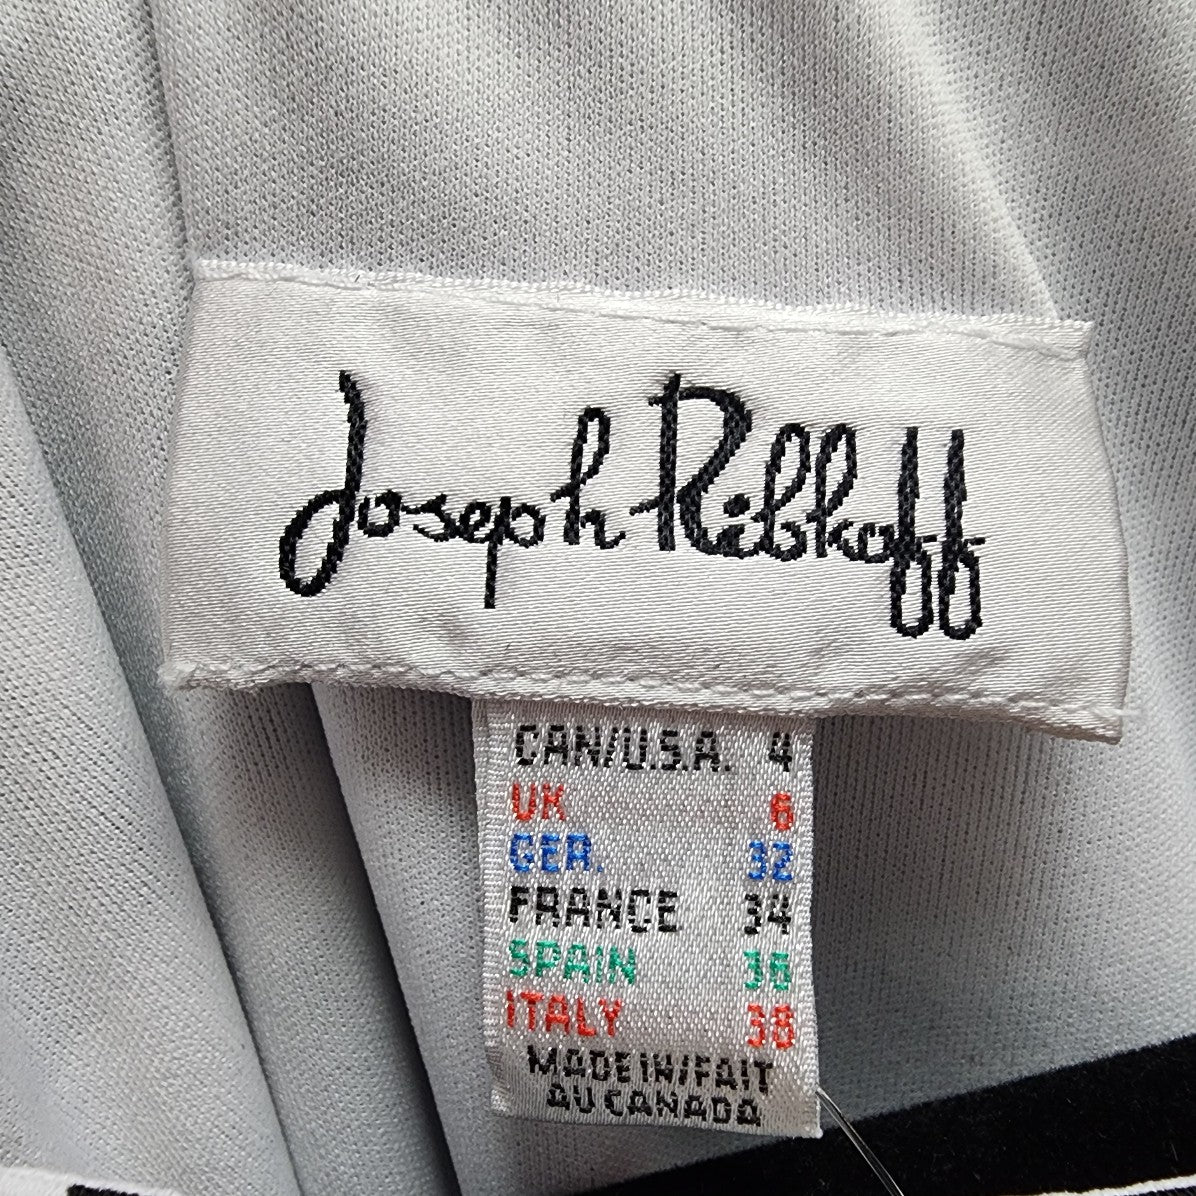 Joseph Ribkoff
CAN/U.S.A. 4
UK 6
GER. 32
FRANCE 34
SPAIN 36
ITALY 38
MADE IN/FAIT
AU CANADA